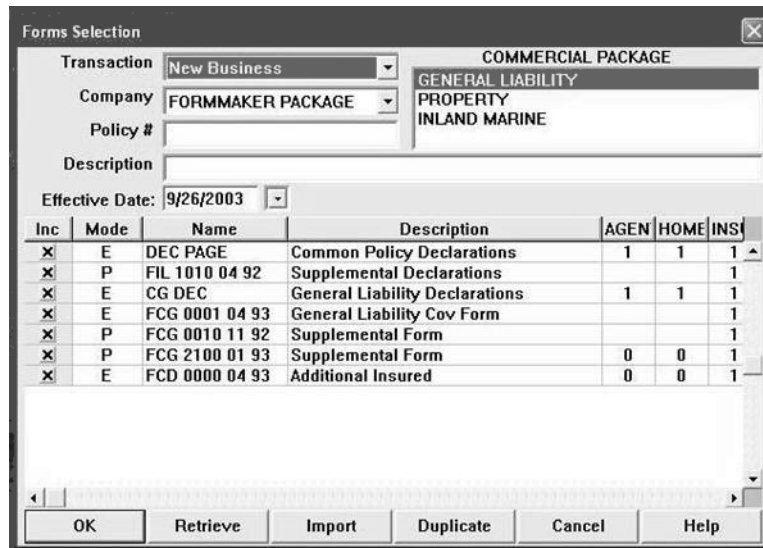 Forms Selection
Transaction New Business
COMMERCIAL PACKAGE
GENERAL LIABILITY
PROPERTY
INLAND MARINE
Company FORMMAKER PACKAGE
Policy #
Description
Effective Date: 9/26/2003
Inc Mode Name Description AGEN HOME INSU
E DEC PAGE Common Policy Declarations 1 1 1
P FIL 1010 04 92 Supplemental Declarations 1
E CG DEC General Liability Declarations 1 1 1
E FCG 0001 04 93 General Liability Cov Form 1
P FCG 0010 11 92 Supplemental Form 1
P FCG 2100 01 93 Supplemental Form 0 0 1
E FCD 0000 04 93 Additional Insured 0 0 1
OK Retrieve Import Duplicate Cancel Help